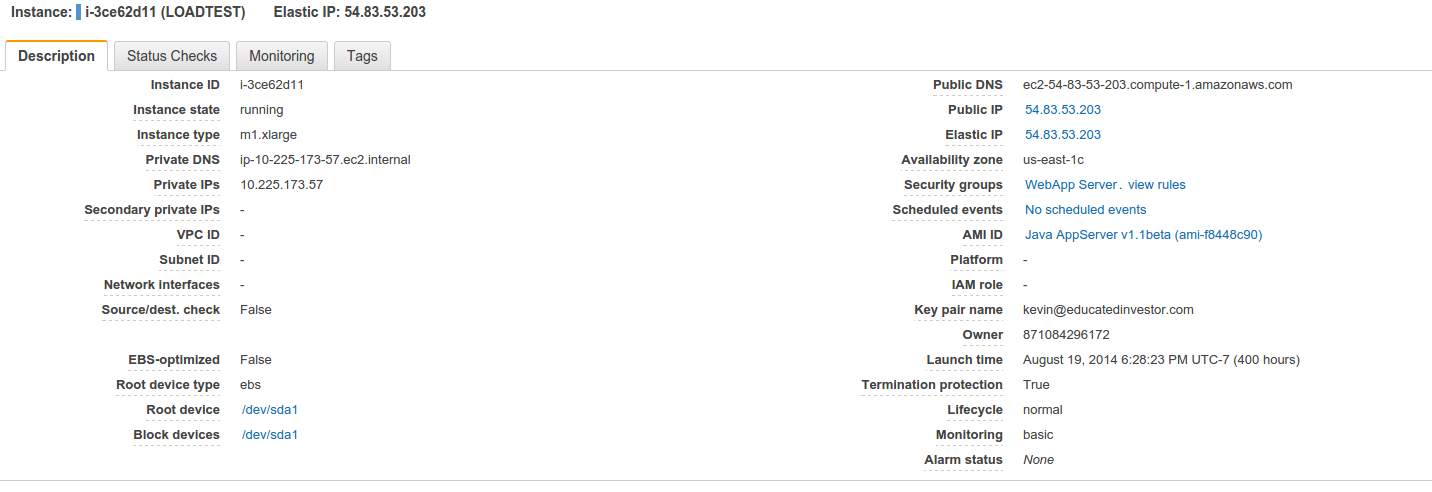 Instance: i-3ce62d11 (LOADTEST) Elastic IP: 54.83.53.203
Description Status Checks Monitoring Tags
Instance ID i-3ce62d11 Public DNS ec2-54-83-53-203.compute-1.amazonaws.com
Instance state running Public IP 54.83.53.203
Instance type m1.xlarge Elastic IP 54.83.53.203
Private DNS ip-10-225-173-57.ec2.internal Availability zone us-east-1c
Private IPs 10.225.173.57 Security groups WebApp Server. view rules
Secondary private IPs - Scheduled events No scheduled events
VPC ID - AMI ID Java AppServer v1.1beta (ami-f8448c90)
Subnet ID - Platform -
Network interfaces - IAM role -
Source/dest. check False Key pair name kevin@educatedinvestor.com
Owner 871084296172
EBS-optimized False Launch time August 19, 2014 6:28:23 PM UTC-7 (400 hours)
Root device type ebs Termination protection True
Root device /dev/sda1 Lifecycle normal
Block devices /dev/sda1 Monitoring basic
Alarm status None